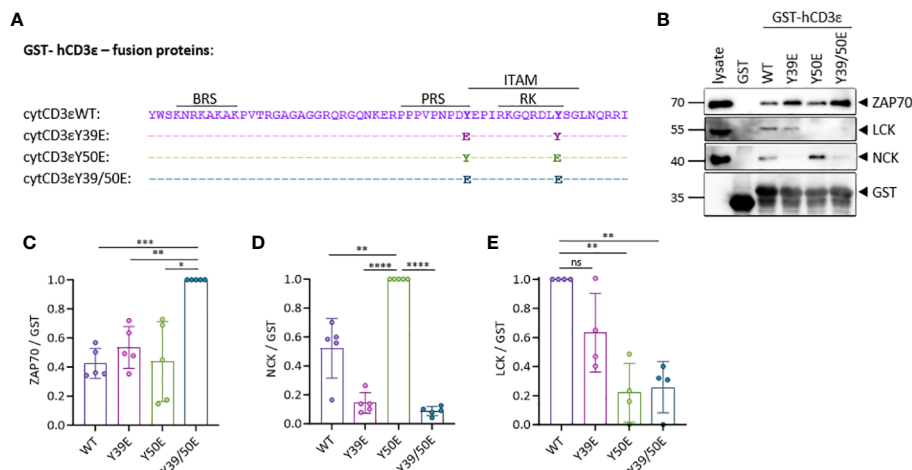 A
GST- hCD3ε – fusion proteins:
ITAM
BRS PRS RK
cytCD3εWT: YWSKNRKAKAKPVTRGAGAGGRQRGQNKERPPPVPNPDYEPIRKGQRDLYSGLNQRRI
cytCD3εY39E: E Y
cytCD3εY50E: Y E
cytCD3εY39/50E: E E
B
GST-hCD3ε
lysate GST WT Y39E Y50E Y39/50E
70 ZAP70
55 LCK
40 NCK
35 GST
C
***
**
*
ZAP70 / GST
1.0
0.8
0.6
0.4
0.2
0.0
WT Y39E Y50E Y39/50E
D
**
**** ****
NCK / GST
1.0
0.8
0.6
0.4
0.2
0.0
WT Y39E Y50E Y39/50E
E
**
**
ns
LCK / GST
1.0
0.8
0.6
0.4
0.2
0.0
WT Y39E Y50E Y39/50E